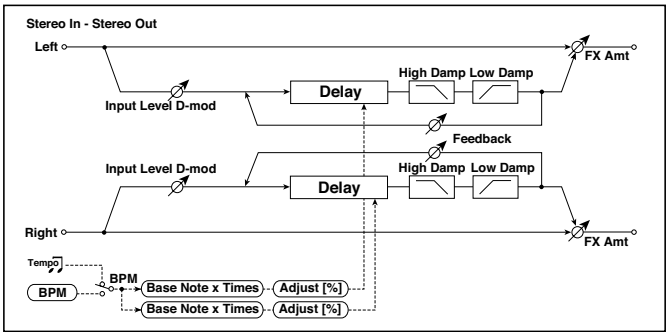 Stereo In - Stereo Out
Left
FX Amt
High Damp Low Damp
Delay
Input Level D-mod
Feedback
Input Level D-mod
High Damp Low Damp
Delay
Right
FX Amt
Tempo
BPM
BPM
Base Note x Times Adjust [%]
Base Note x Times Adjust [%]